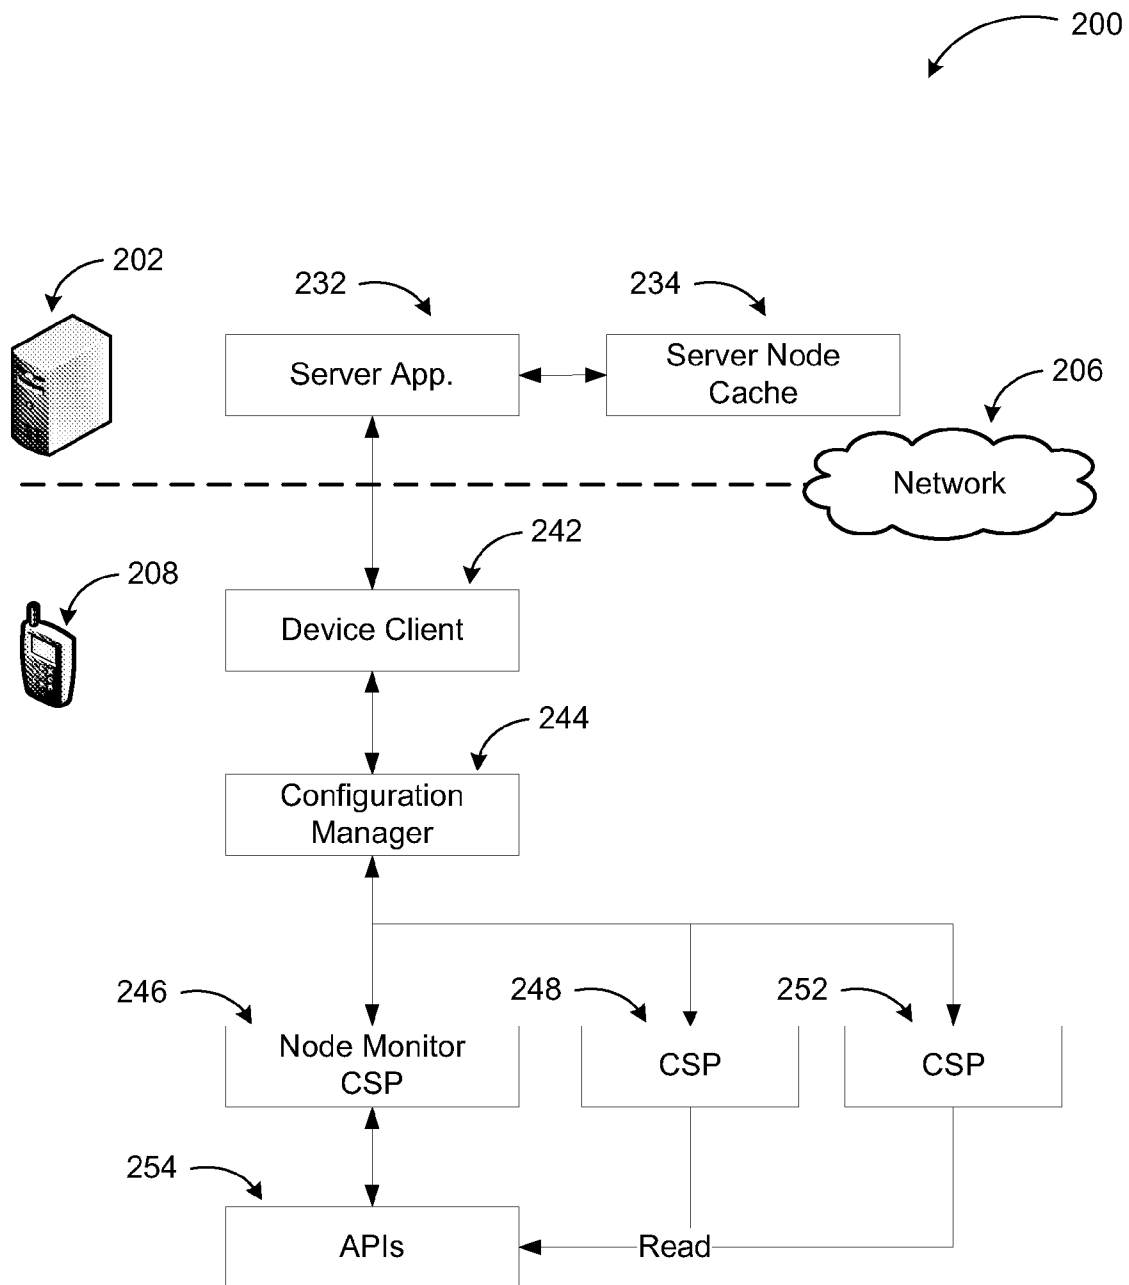 200
202
232
234
Server App.
Server Node
Cache
206
Network
242
208
Device Client
244
Configuration
Manager
246
248
252
Node Monitor
CSP
CSP
CSP
254
APIs
Read